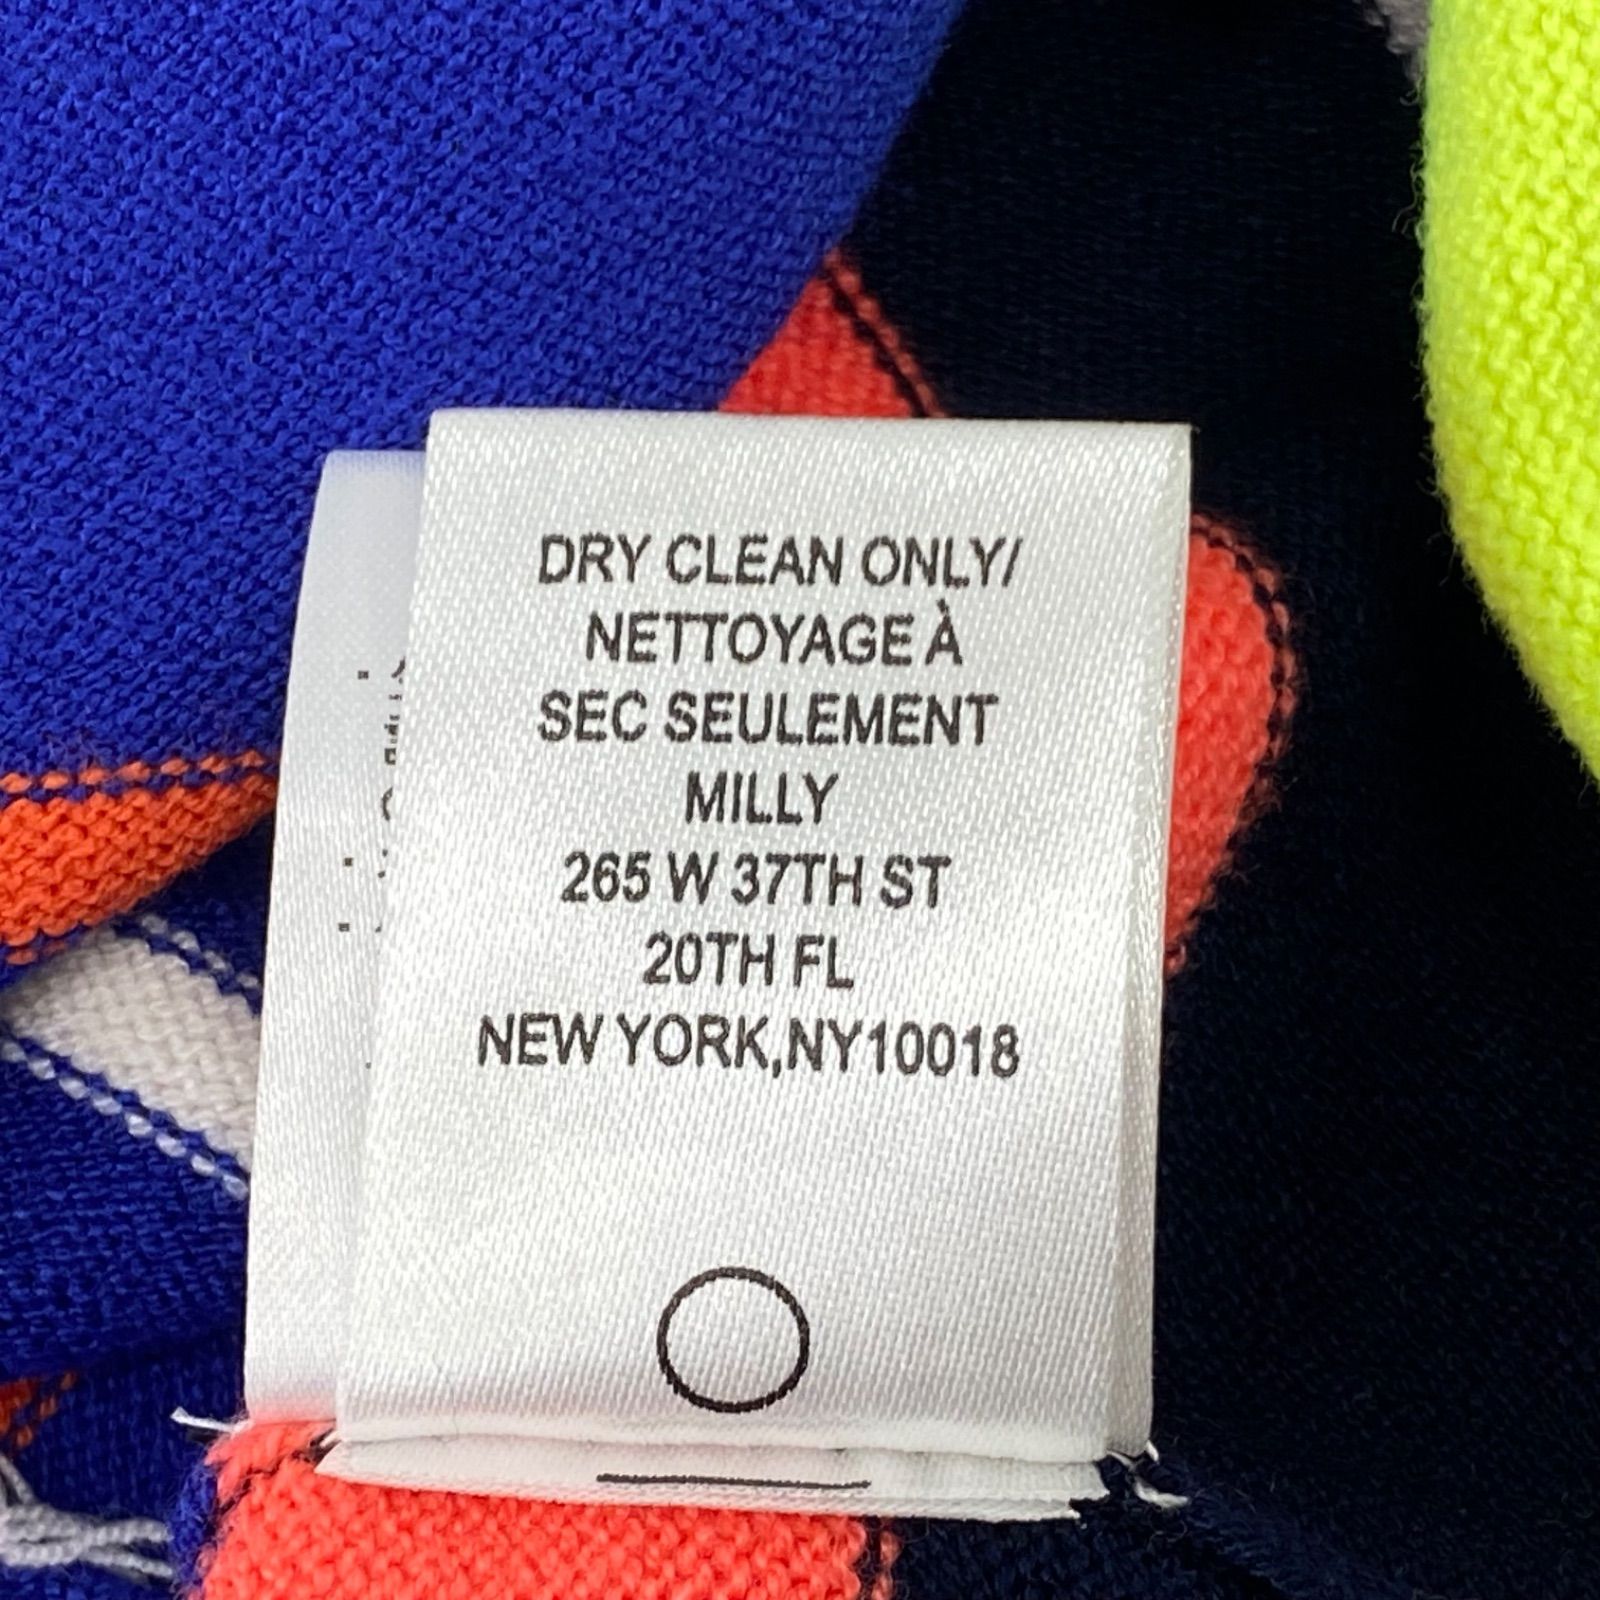 DRY CLEAN ONLY/
NETTOYAGE À
SEC SEULEMENT
MILLY
265 W 37TH ST
20TH FL
NEW YORK,NY10018